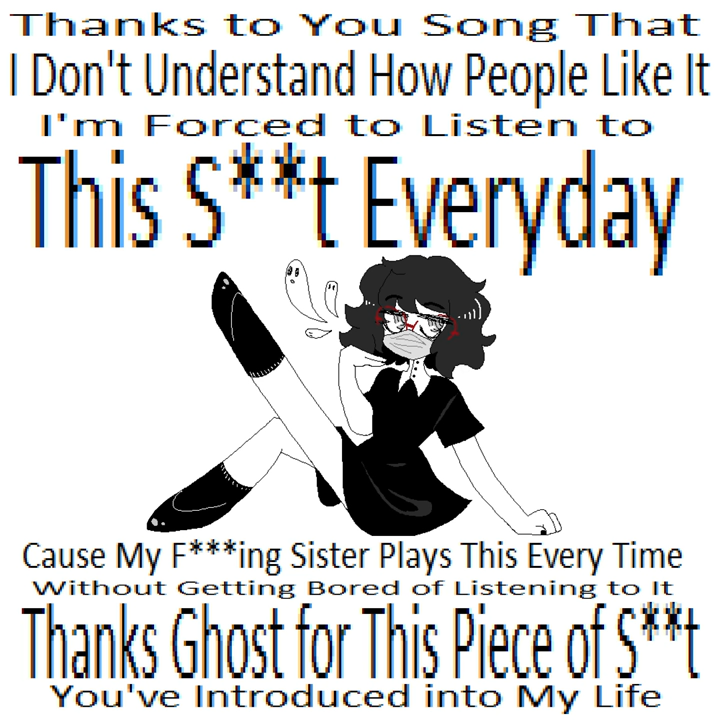 Thanks to You Song That
I Don't Understand How People Like It
I'm Forced to Listen to
This S**t Everyday
Cause My F***ing Sister Plays This Every Time
Without Getting Bored of Listening to It
Thanks Ghost for This Piece of S**t
You've Introduced into My Life